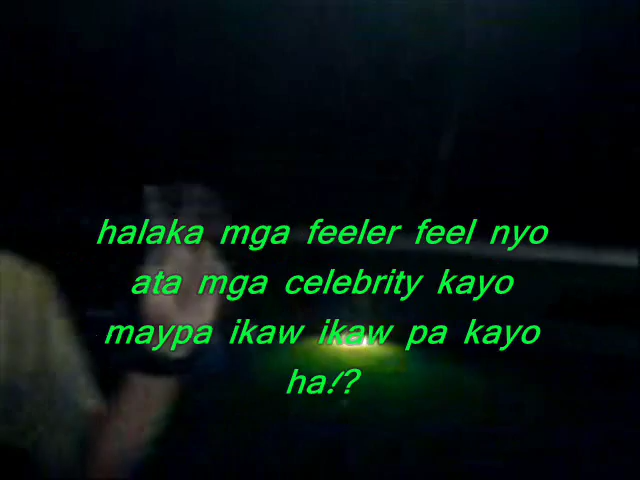 halaka mga feeler feel nyo
ata mga celebrity kayo
maypa ikaw ikaw pa kayo
ha!?